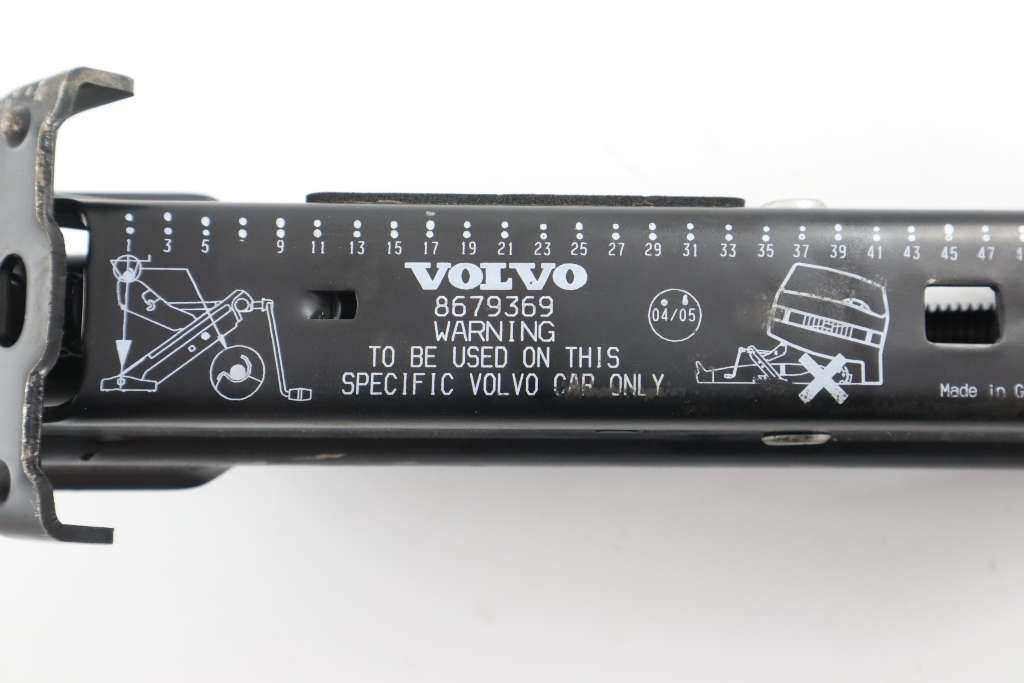 1 3 5 9 11 13 15 17 19 21 23 25 27 29 31 33 35 37 39 41 43 45 47
VOLVO
8679369
04/05
WARNING
TO BE USED ON THIS
SPECIFIC VOLVO CAR ONLY
Made in